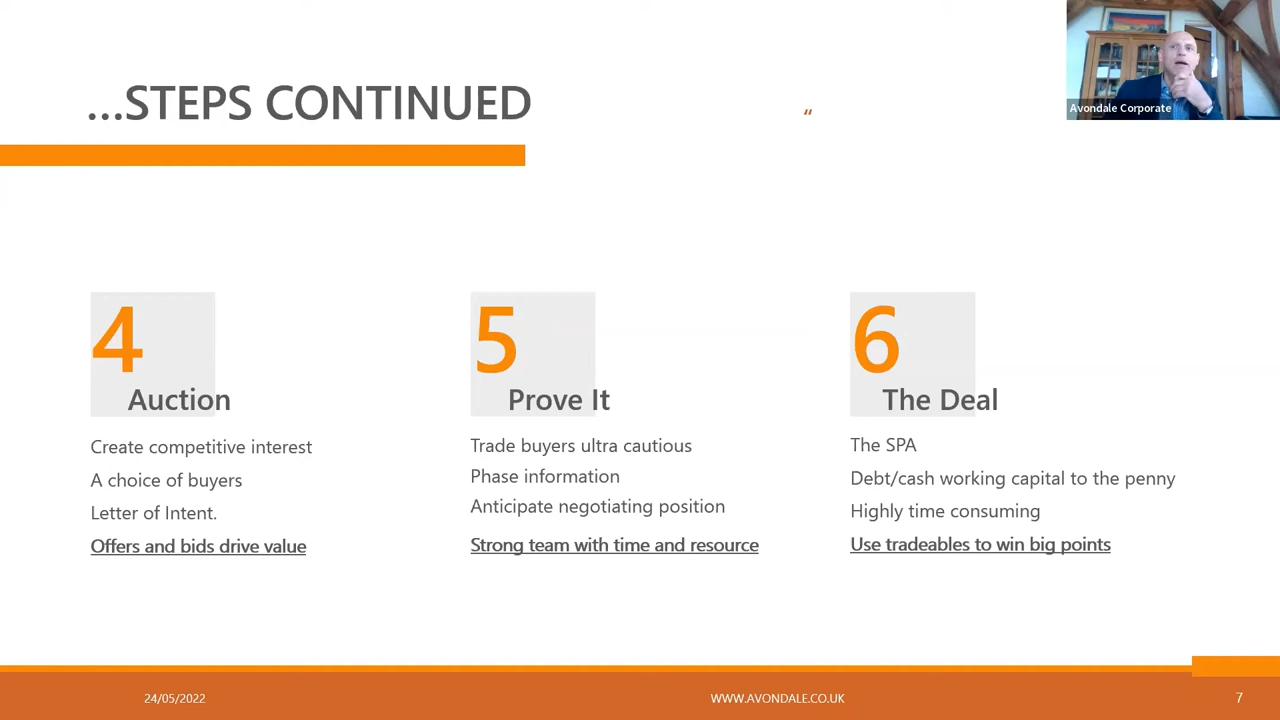 ...STEPS CONTINUED
“
Avondale Corporate
4
Auction
Create competitive interest
A choice of buyers
Letter of Intent.
Offers and bids drive value
5
Prove It
Trade buyers ultra cautious
Phase information
Anticipate negotiating position
Strong team with time and resource
6
The Deal
The SPA
Debt/cash working capital to the penny
Highly time consuming
Use tradeables to win big points
24/05/2022
WWW.AVONDALE.CO.UK
7